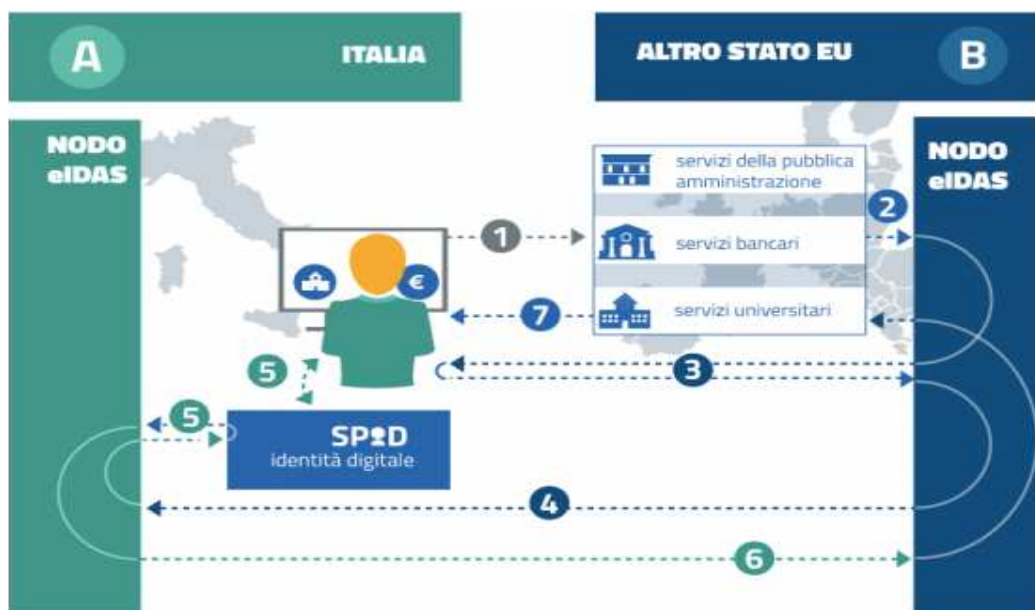 A
ITALIA
ALTRO STATO EU
B
NODO
eIDAS
NODO
eIDAS
servizi della pubblica
amministrazione
2
1
servizi bancari
€
7
servizi universitari
5
3
5
SPID
identità digitale
4
6